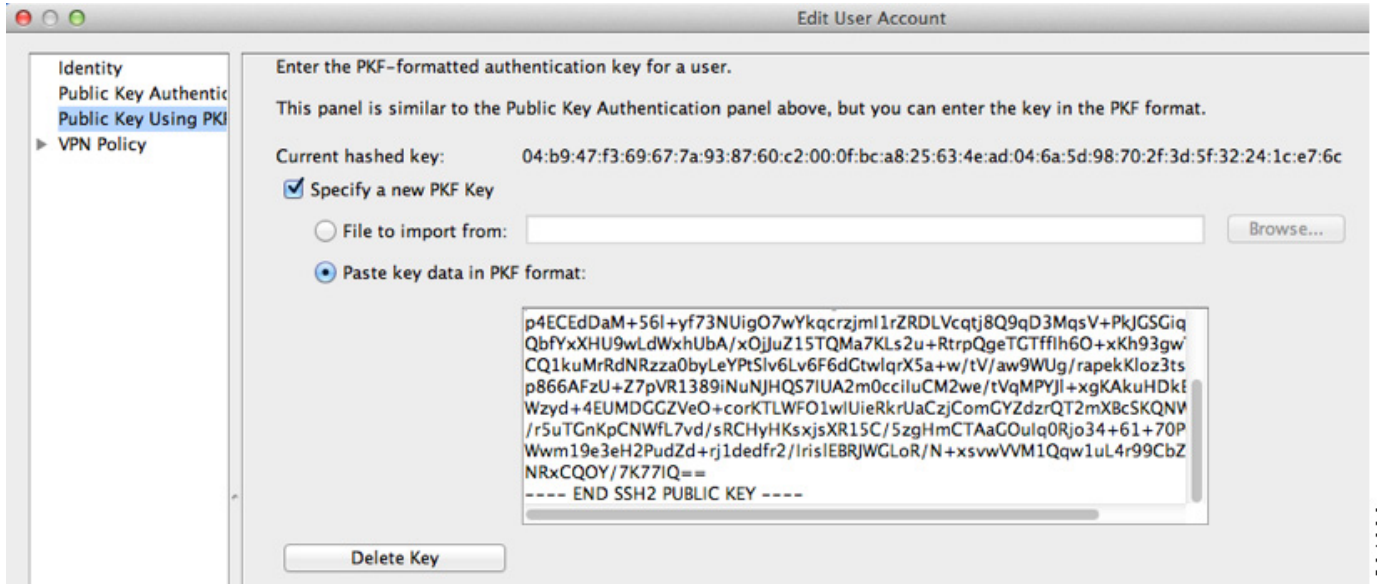 Edit User Account
Identity
Public Key Authentic
Public Key Using PKF
VPN Policy
Enter the PKF-formatted authentication key for a user.
This panel is similar to the Public Key Authentication panel above, but you can enter the key in the PKF format.
Current hashed key: 04:b9:47:f3:69:67:7a:93:87:60:c2:00:0f:bc:a8:25:63:4e:ad:04:6a:5d:98:70:2f:3d:5f:32:24:1c:e7:6c
Specify a new PKF Key
File to import from:
Browse...
Paste key data in PKF format:
p4ECEdDaM+56l+yf73NUigO7wYkqcrzjmI1rZRDLVcqtj8Q9qD3MqsV+PkJGSGiq
QbfYxXHU9wLdWxhUbA/xOjJuZ15TQMa7KLs2u+RtrpQgeTGTfflh6O+xKh93gw
CQ1kuMrRdNRzza0byLeYPtSlv6Lv6F6dGtwlqrX5a+w/tV/aw9WUg/rapekKloz3ts
p866AFzU+Z7pVR1389iNuNJHQS7IUA2m0cciIuCM2we/tVqMPYJl+xgKAkuHDk
Wzyd+4EUMDGGZVeO+corKTLWFO1wlUieRkrUaCzjComGYZdzrQT2mXBcSKQNW
/r5uTGnKpCNWfL7vd/sRCHyHKsxjsXR15C/5zgHmCTAaGOuIq0Rjo34+61+70P
Wwm19e3eH2PudZd+rj1dedfr2/IrislEBRJWGLoR/N+xsvwVVM1Qqw1uL4r99CbZ
NRxCQOY/7K77IQ==
---- END SSH2 PUBLIC KEY ----
Delete Key